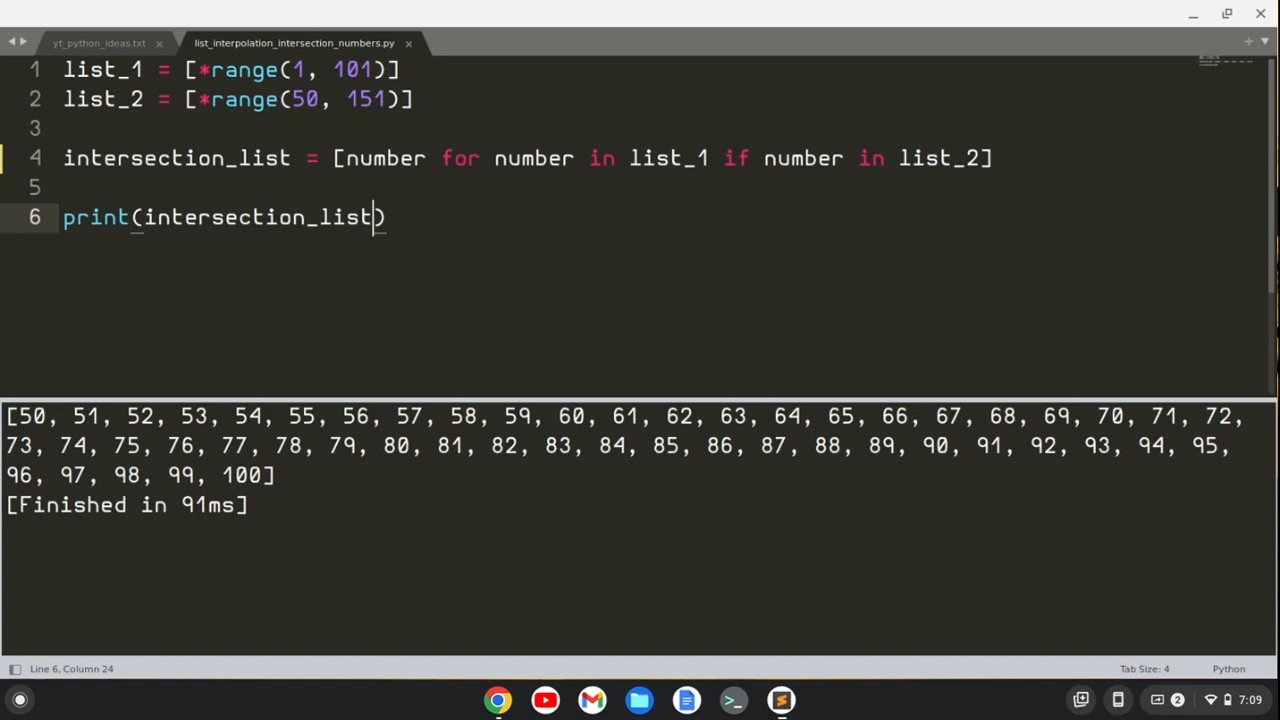 yt_python_ideas.txt
list_interpolation_intersection_numbers.py
1 list_1 = [*range(1, 101)]
2 list_2 = [*range(50, 151)]
3
4 intersection_list = [number for number in list_1 if number in list_2]
5
6 print(intersection_list)
[50, 51, 52, 53, 54, 55, 56, 57, 58, 59, 60, 61, 62, 63, 64, 65, 66, 67, 68, 69, 70, 71, 72,
73, 74, 75, 76, 77, 78, 79, 80, 81, 82, 83, 84, 85, 86, 87, 88, 89, 90, 91, 92, 93, 94, 95,
96, 97, 98, 99, 100]
[Finished in 91ms]
Line 6, Column 24
Tab Size: 4
Python
2
7:09